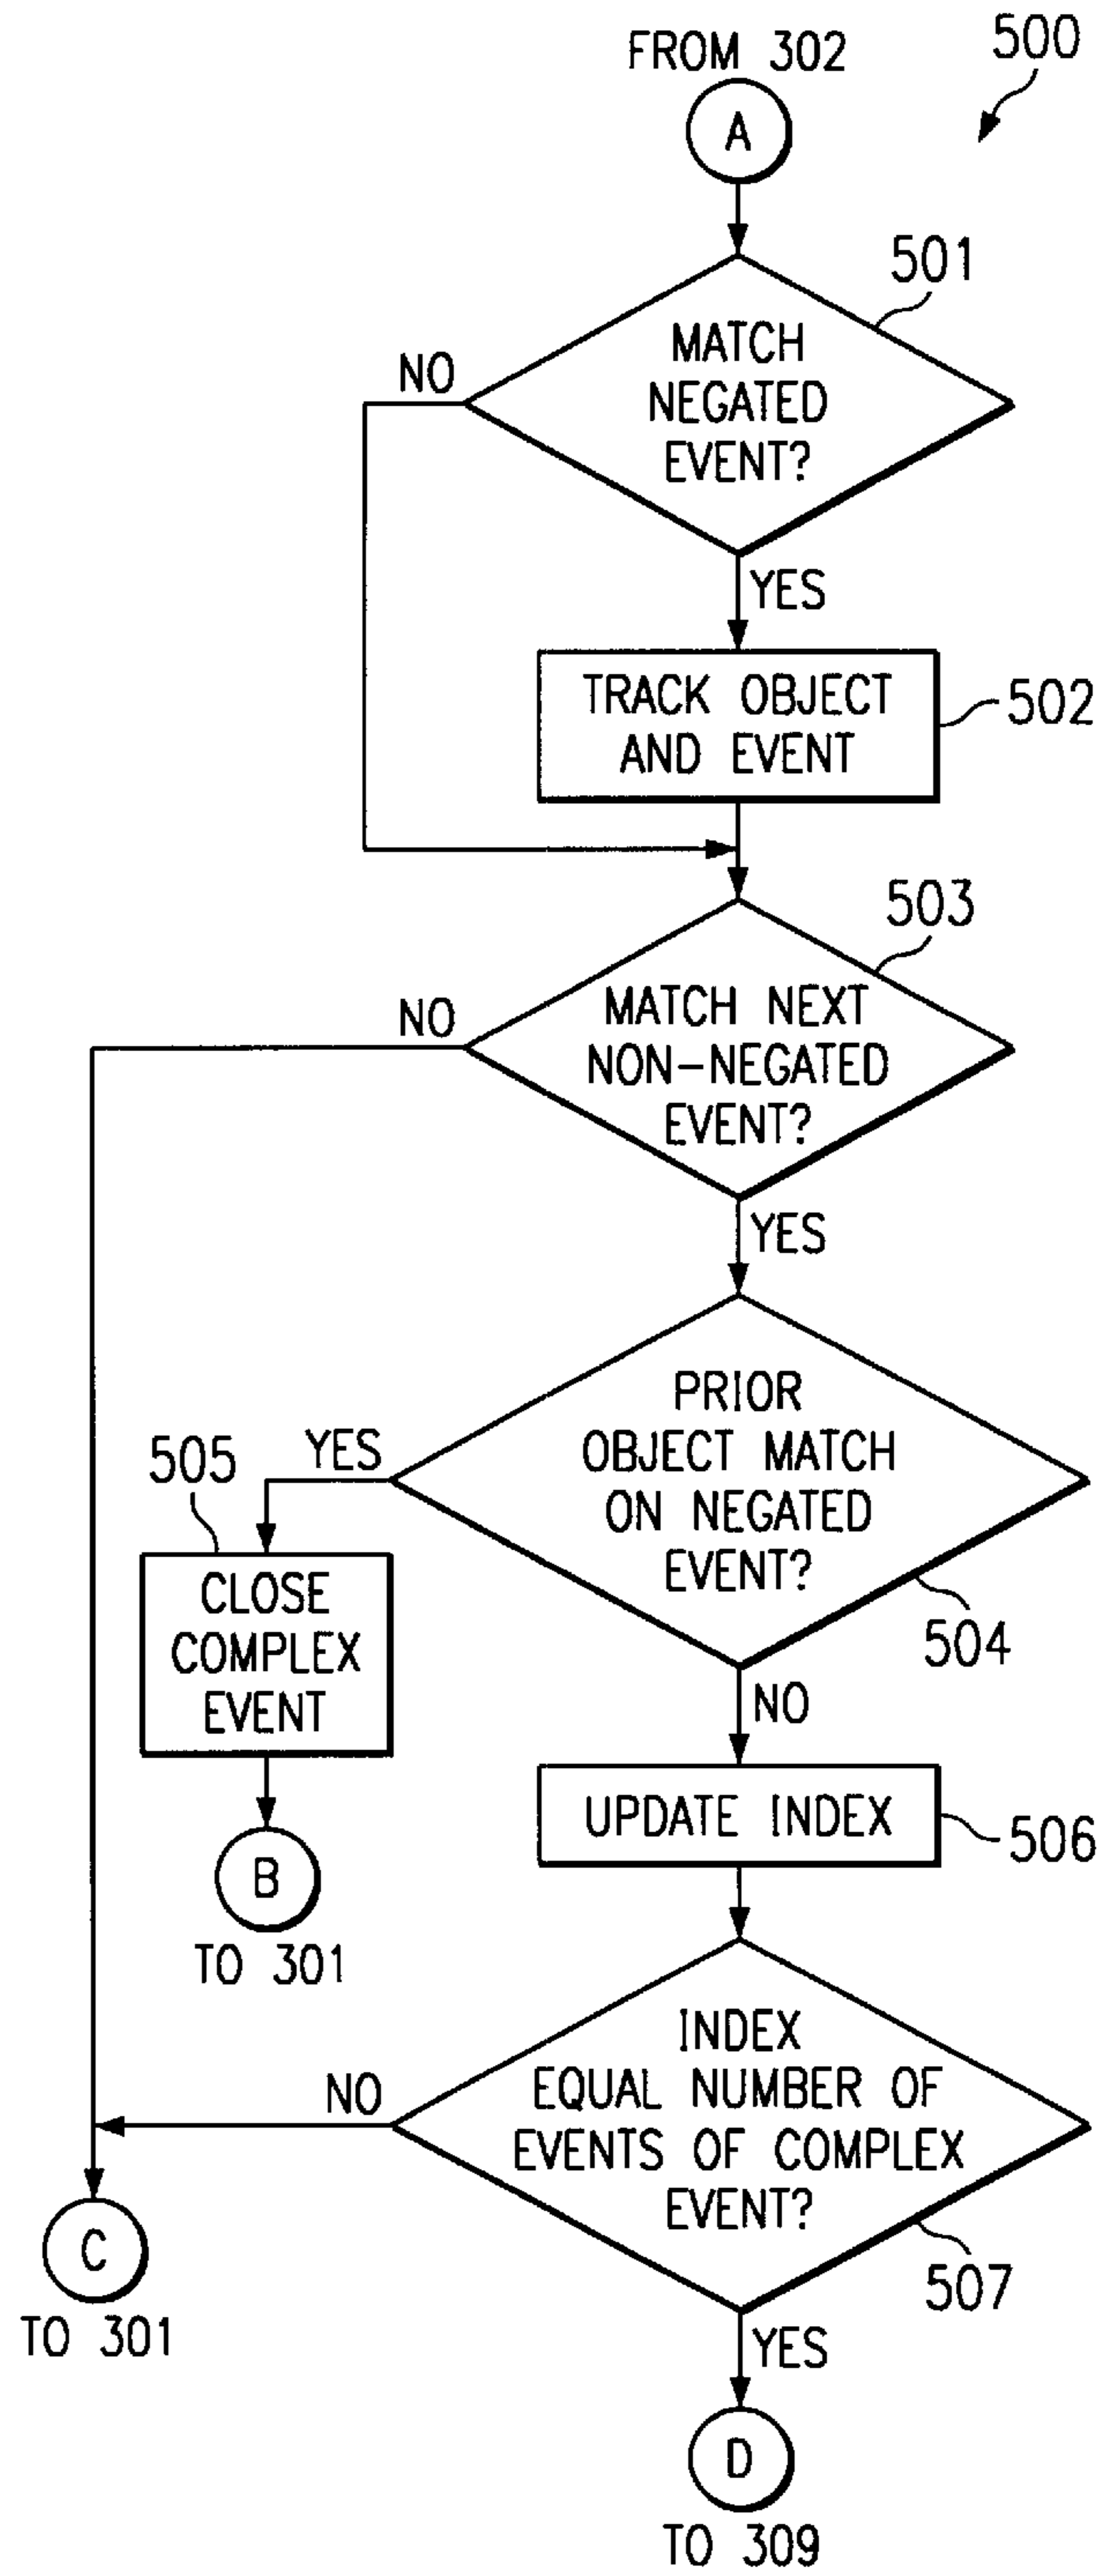 FROM 302
500
A
501
MATCH
NEGATED
EVENT?
NO
YES
TRACK OBJECT
AND EVENT
502
503
MATCH NEXT
NON-NEGATED
EVENT?
NO
YES
PRIOR
OBJECT MATCH
ON NEGATED
EVENT?
YES
504
505
CLOSE
COMPLEX
EVENT
NO
UPDATE INDEX
506
B
TO 301
INDEX
EQUAL NUMBER OF
EVENTS OF COMPLEX
EVENT?
NO
507
C
TO 301
YES
D
TO 309